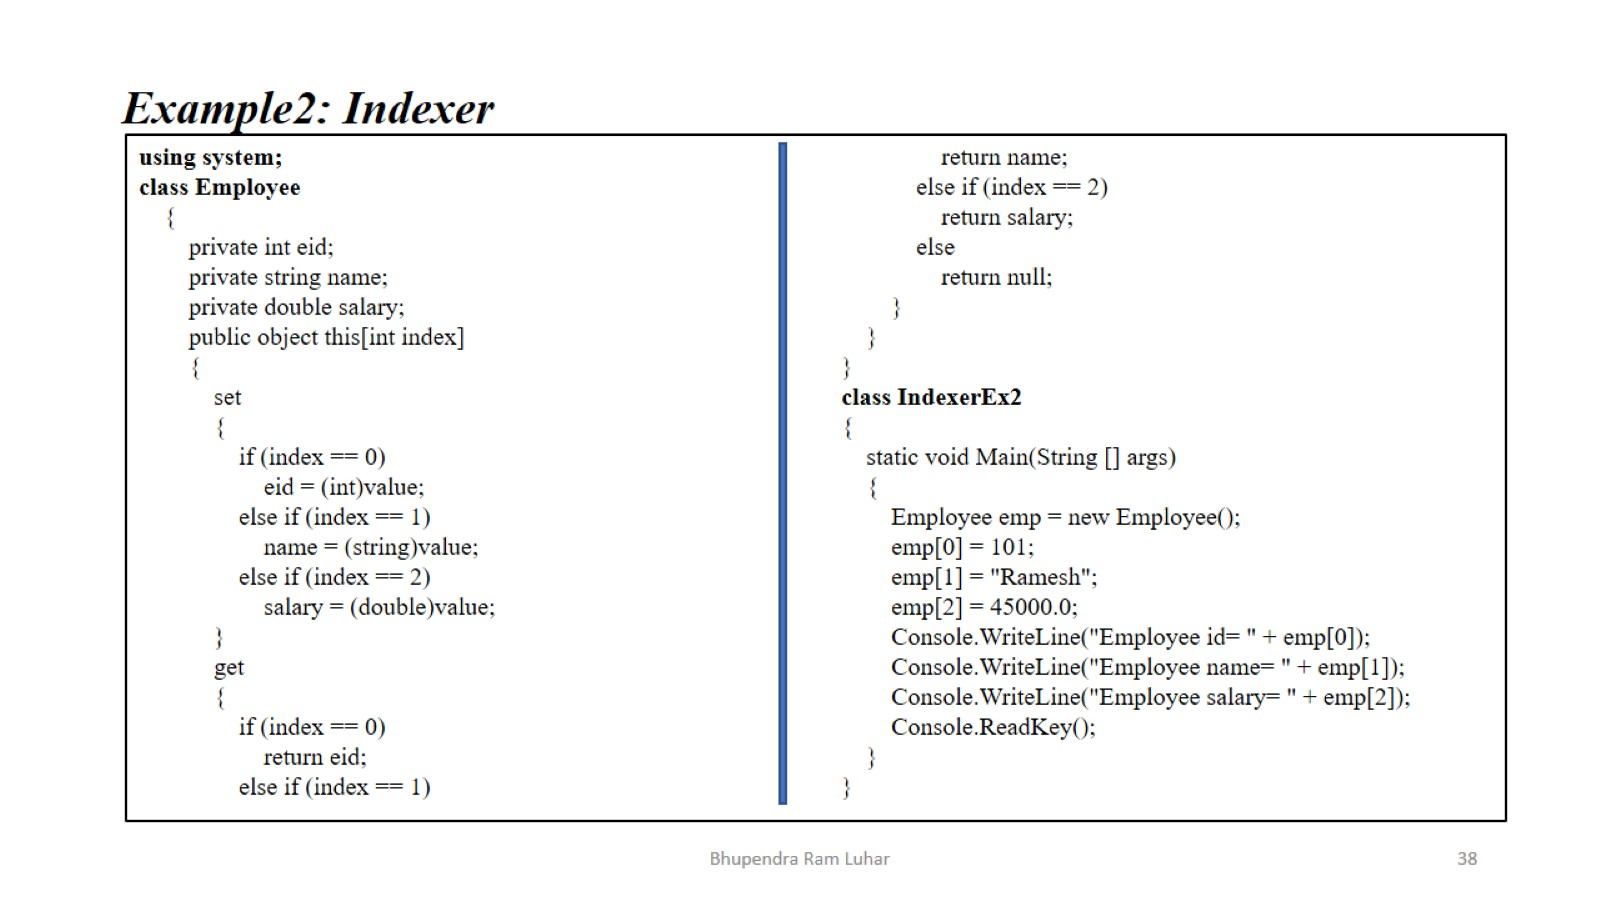 Example2: Indexer
using system;
class Employee
{
private int eid;
private string name;
private double salary;
public object this[int index]
{
set
{
if (index == 0)
eid = (int)value;
else if (index == 1)
name = (string)value;
else if (index == 2)
salary = (double)value;
}
get
{
if (index == 0)
return eid;
else if (index == 1)
return name;
else if (index == 2)
return salary;
else
return null;
}
}
}
class IndexerEx2
{
static void Main(String [] args)
{
Employee emp = new Employee();
emp[0] = 101;
emp[1] = "Ramesh";
emp[2] = 45000.0;
Console.WriteLine("Employee id= " + emp[0]);
Console.WriteLine("Employee name= " + emp[1]);
Console.WriteLine("Employee salary= " + emp[2]);
Console.ReadKey();
}
}
Bhupendra Ram Luhar
38